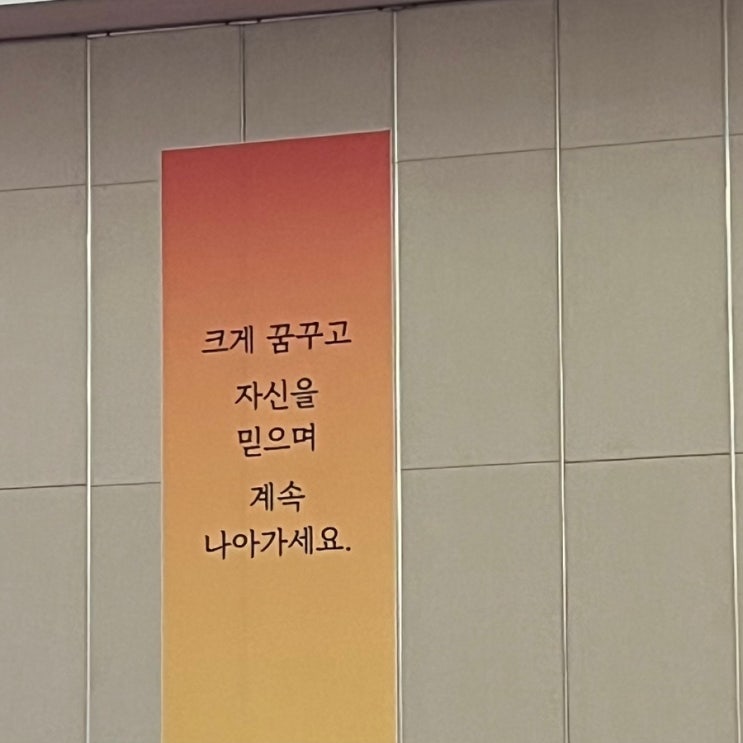 크게 꿈꾸고
자신을
믿으며
계속
나아가세요.